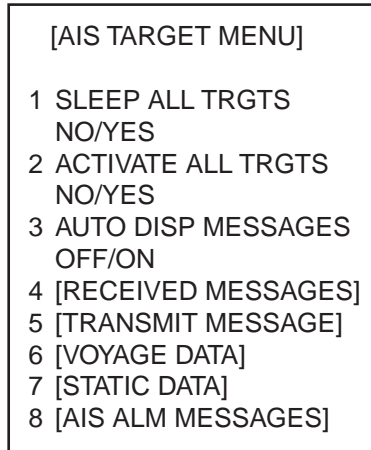 [AIS TARGET MENU]
1 SLEEP ALL TRGTS
NO/YES
2 ACTIVATE ALL TRGTS
NO/YES
3 AUTO DISP MESSAGES
OFF/ON
4 [RECEIVED MESSAGES]
5 [TRANSMIT MESSAGE]
6 [VOYAGE DATA]
7 [STATIC DATA]
8 [AIS ALM MESSAGES]